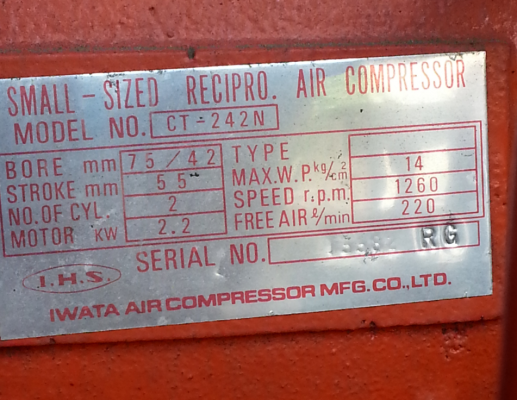 SMALL-SIZED RECIPRO. AIR COMPRESSOR
MODEL NO. CT-242N
BORE mm 75/42 TYPE
STROKE mm 55 MAX.W.P. kg/cm² 14
NO. OF CYL 2 SPEED r.p.m. 1260
MOTOR KW 2.2 FREE AIR ℓ/min 220
SERIAL NO. RG
I.H.S.
IWATA AIR COMPRESSOR MFG.CO.,LTD.